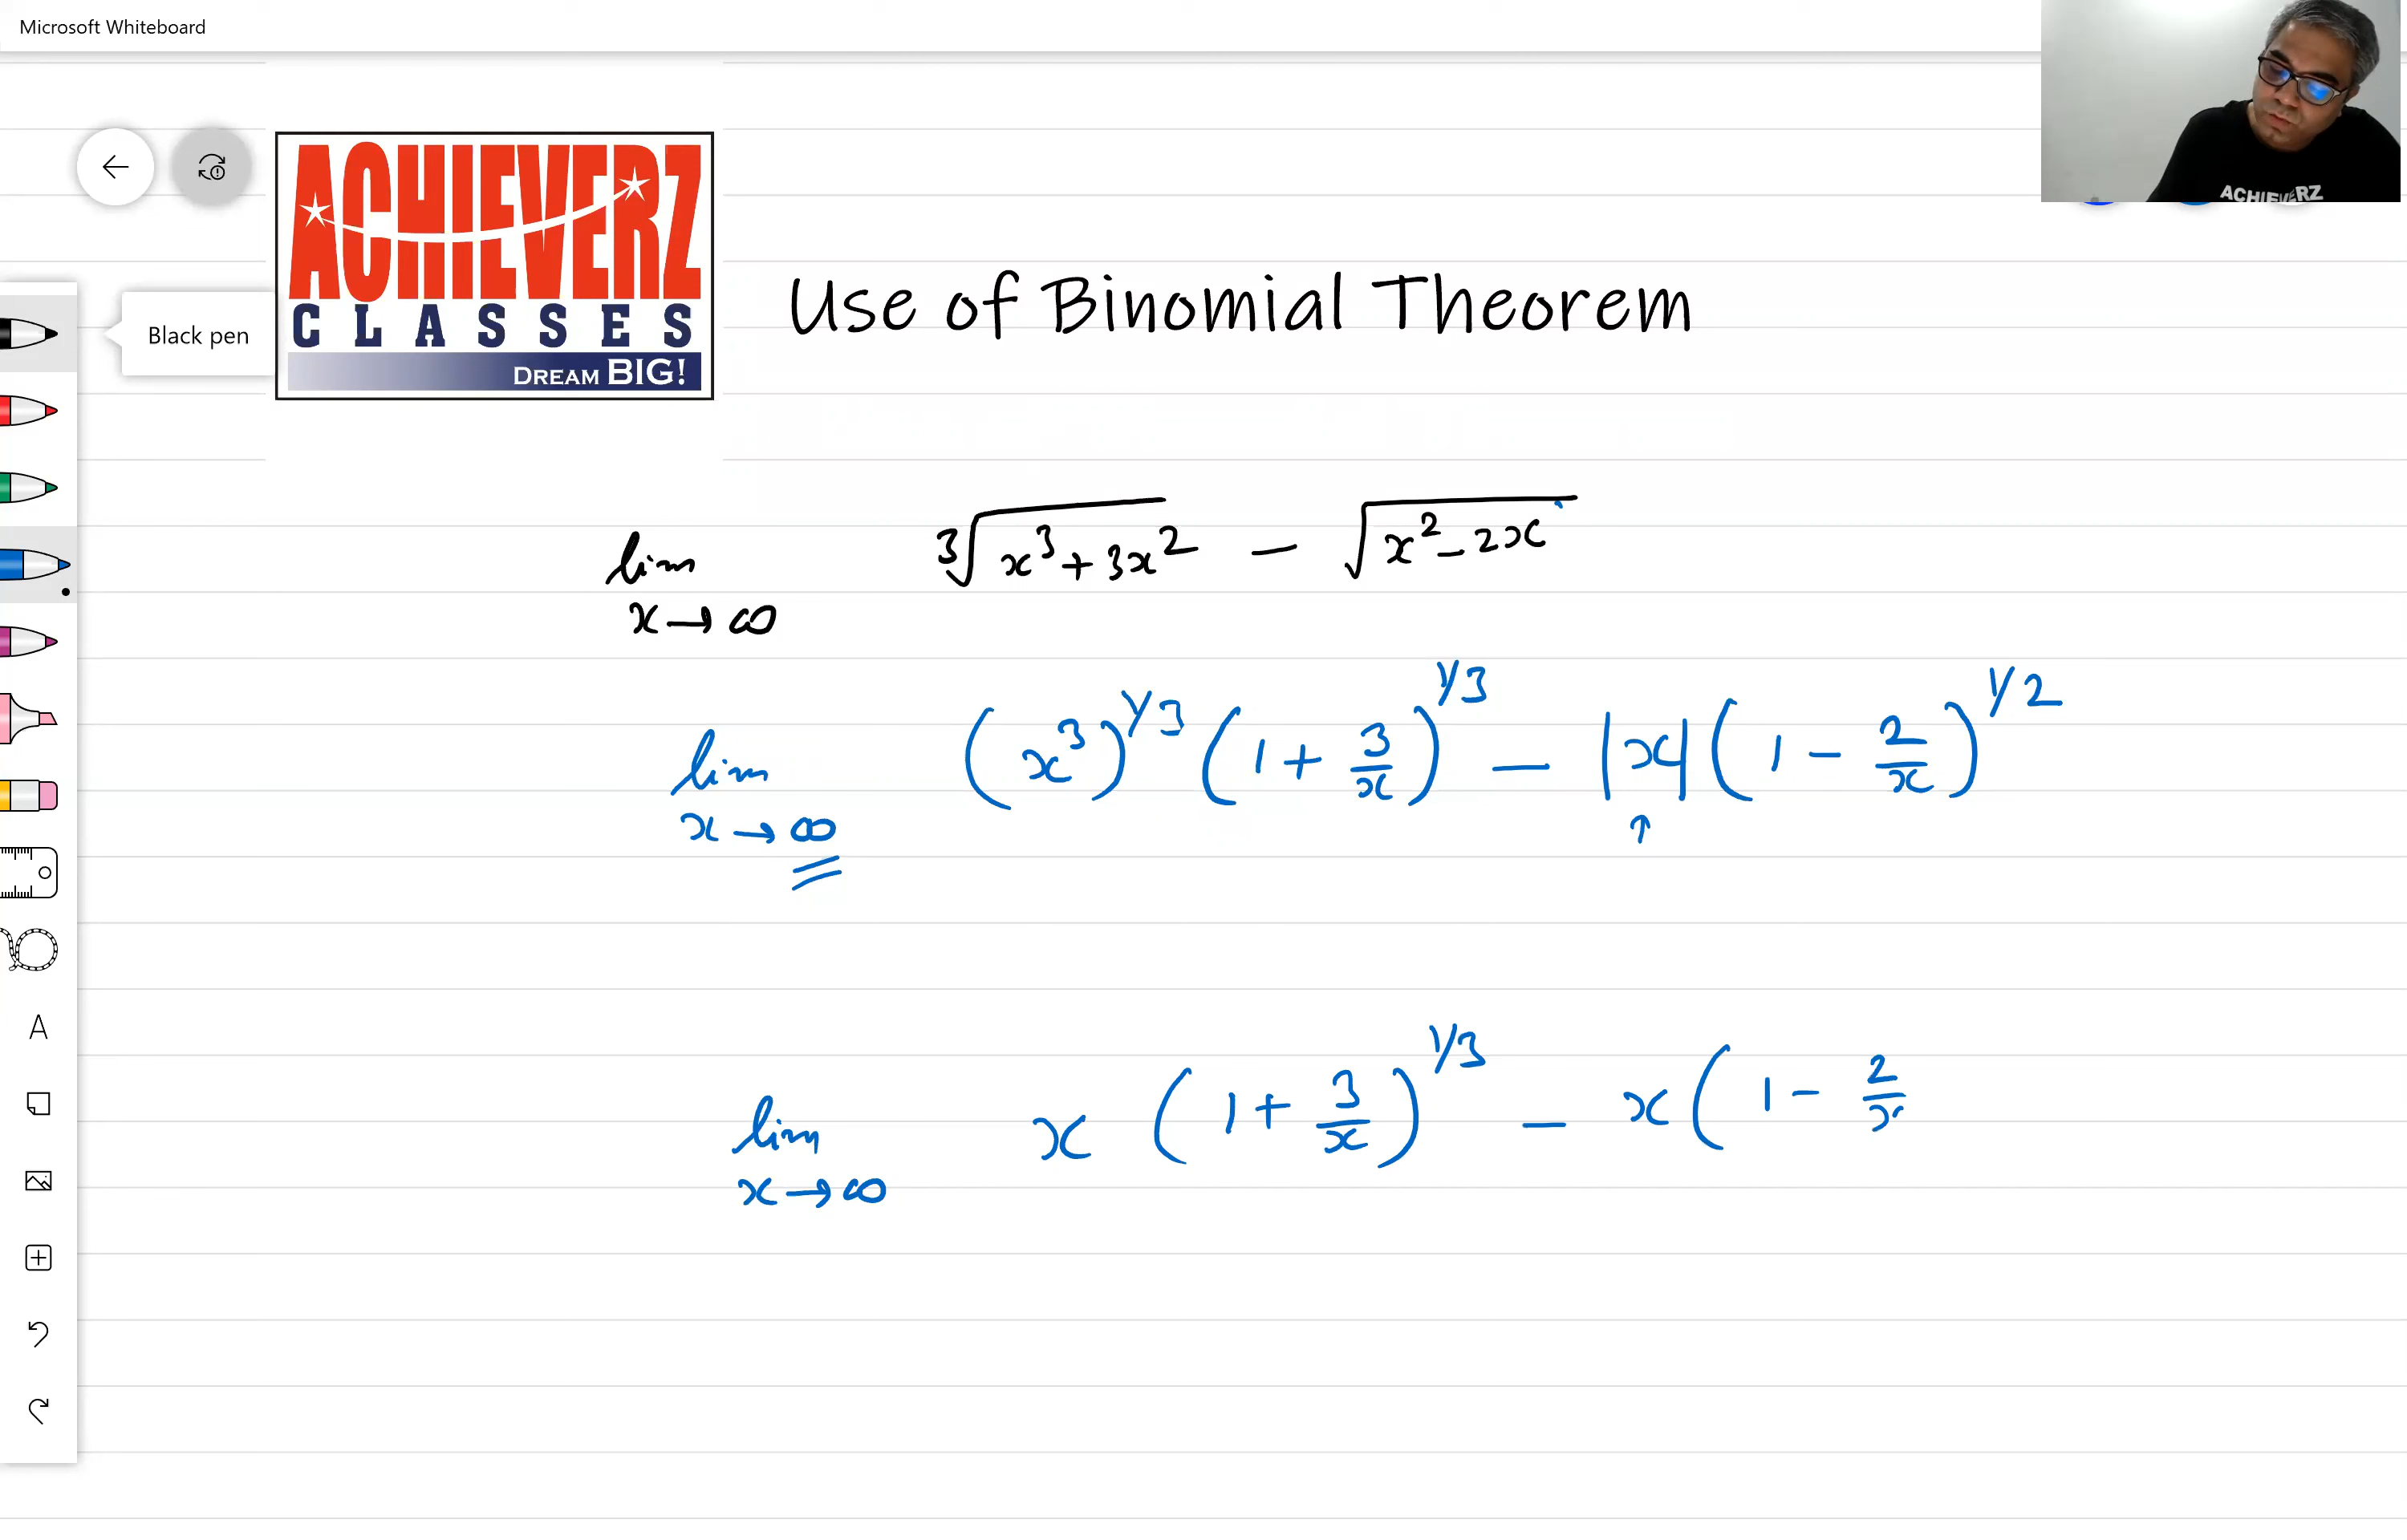 Microsoft Whiteboard
ACHIEVERZ
CLASSES
DREAM BIG!
ACHIEVERZ
Use of Binomial Theorem
Black pen
lim x→∞ ∛(x³+3x²) − √(x²−2x)
lim x→∞ (x³)^1/3 (1 + 3/x)^1/3 − |x| (1 − 2/x)^1/2
↑
lim x→∞ x (1 + 3/x)^1/3 − x (1 − 2/x
A